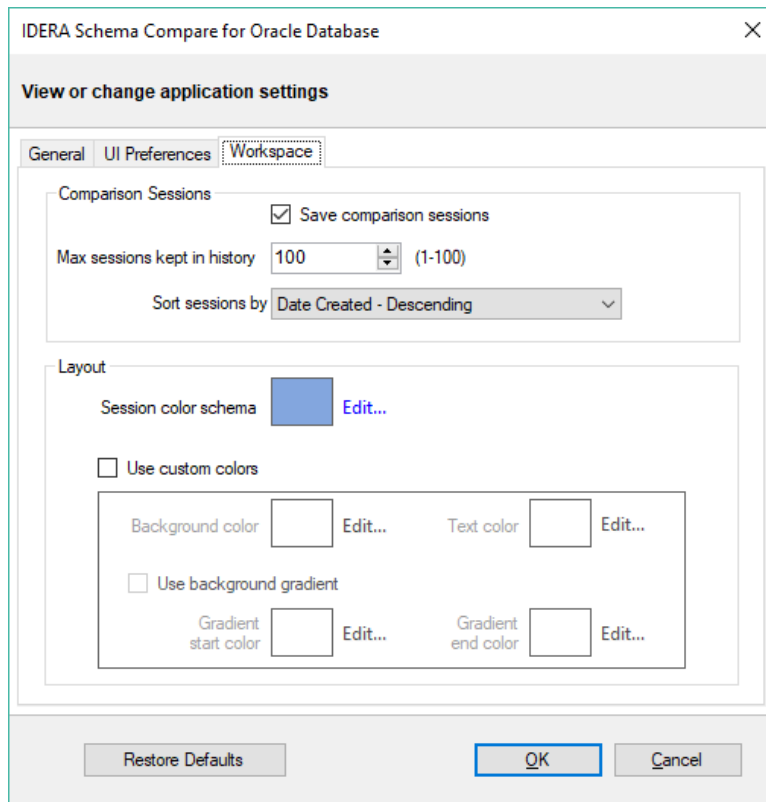 IDERA Schema Compare for Oracle Database
View or change application settings
General UI Preferences Workspace
Comparison Sessions
Save comparison sessions
Max sessions kept in history 100 (1-100)
Sort sessions by Date Created - Descending
Layout
Session color schema Edit...
Use custom colors
Background color Edit... Text color Edit...
Use background gradient
Gradient start color Edit... Gradient end color Edit...
Restore Defaults OK Cancel